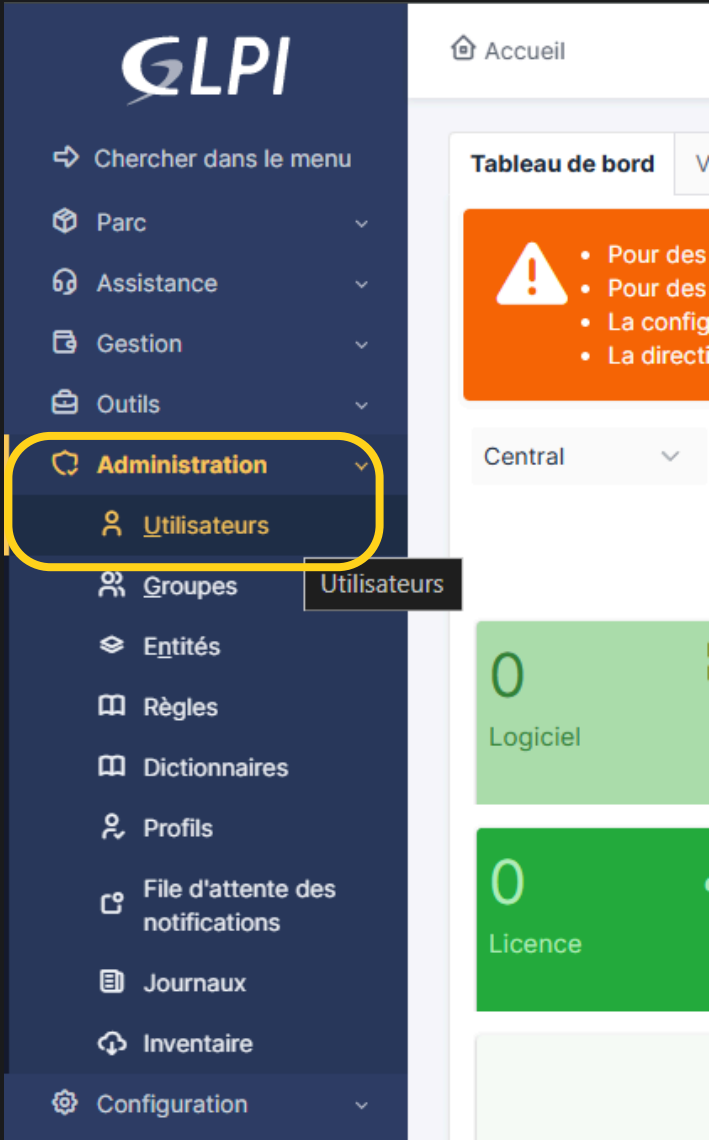 GLPI
Accueil
Chercher dans le menu
Parc
Assistance
Gestion
Outils
Administration
Utilisateurs
Groupes
Utilisateurs
Entités
Règles
Dictionnaires
Profils
File d'attente des
notifications
Journaux
Inventaire
Configuration
Tableau de bord
V
Pour des
Pour des
La config
La directi
Central
0
Logiciel
0
Licence